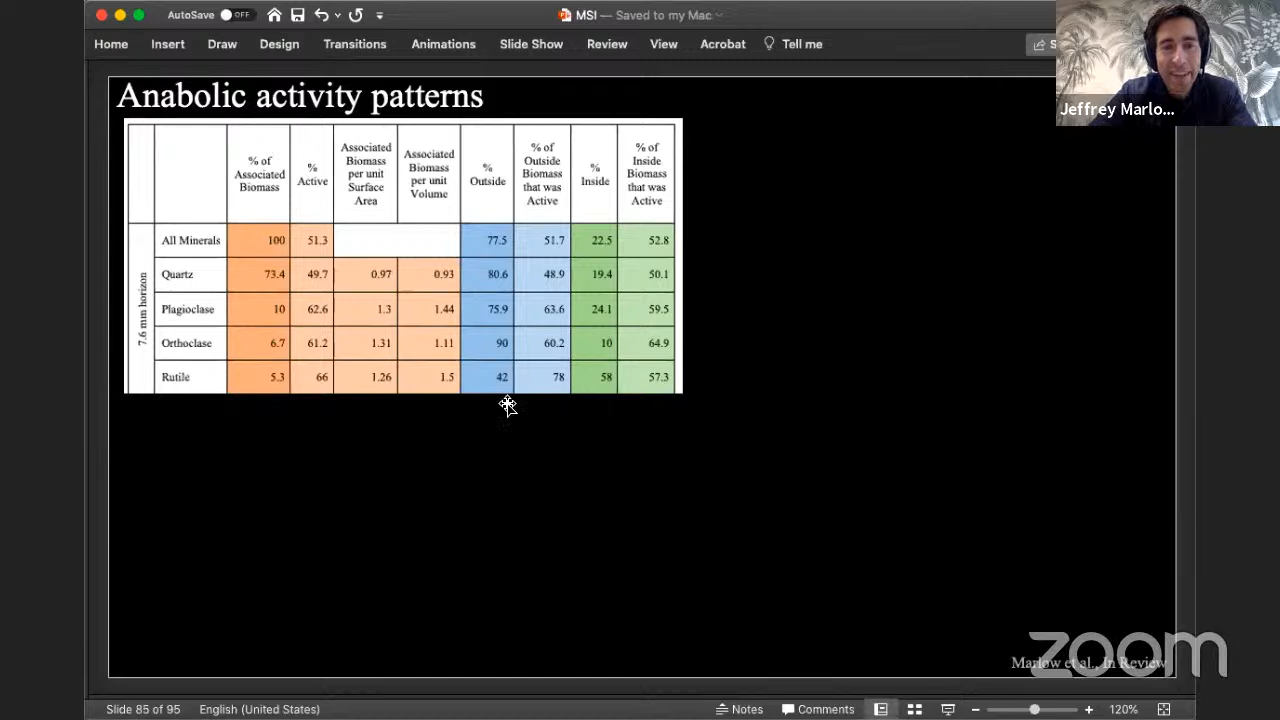 AutoSave OFF MSI — Saved to my Mac
Home Insert Draw Design Transitions Animations Slide Show Review View Acrobat Tell me S
Jeffrey Marlo...
Anabolic activity patterns
% of Associated Biomass
% Active
Associated Biomass per unit Surface Area
Associated Biomass per unit Volume
% Outside
% of Outside Biomass that was Active
% Inside
% of Inside Biomass that was Active
7.6 mm horizon
All Minerals 100 51.3 77.5 51.7 22.5 52.8
Quartz 73.4 49.7 0.97 0.93 80.6 48.9 19.4 50.1
Plagioclase 10 62.6 1.3 1.44 75.9 63.6 24.1 59.5
Orthoclase 6.7 61.2 1.31 1.11 90 60.2 10 64.9
Rutile 5.3 66 1.26 1.5 42 78 58 57.3
zoom
Marlow et al., In Review
Slide 85 of 95 English (United States) Notes Comments 120%